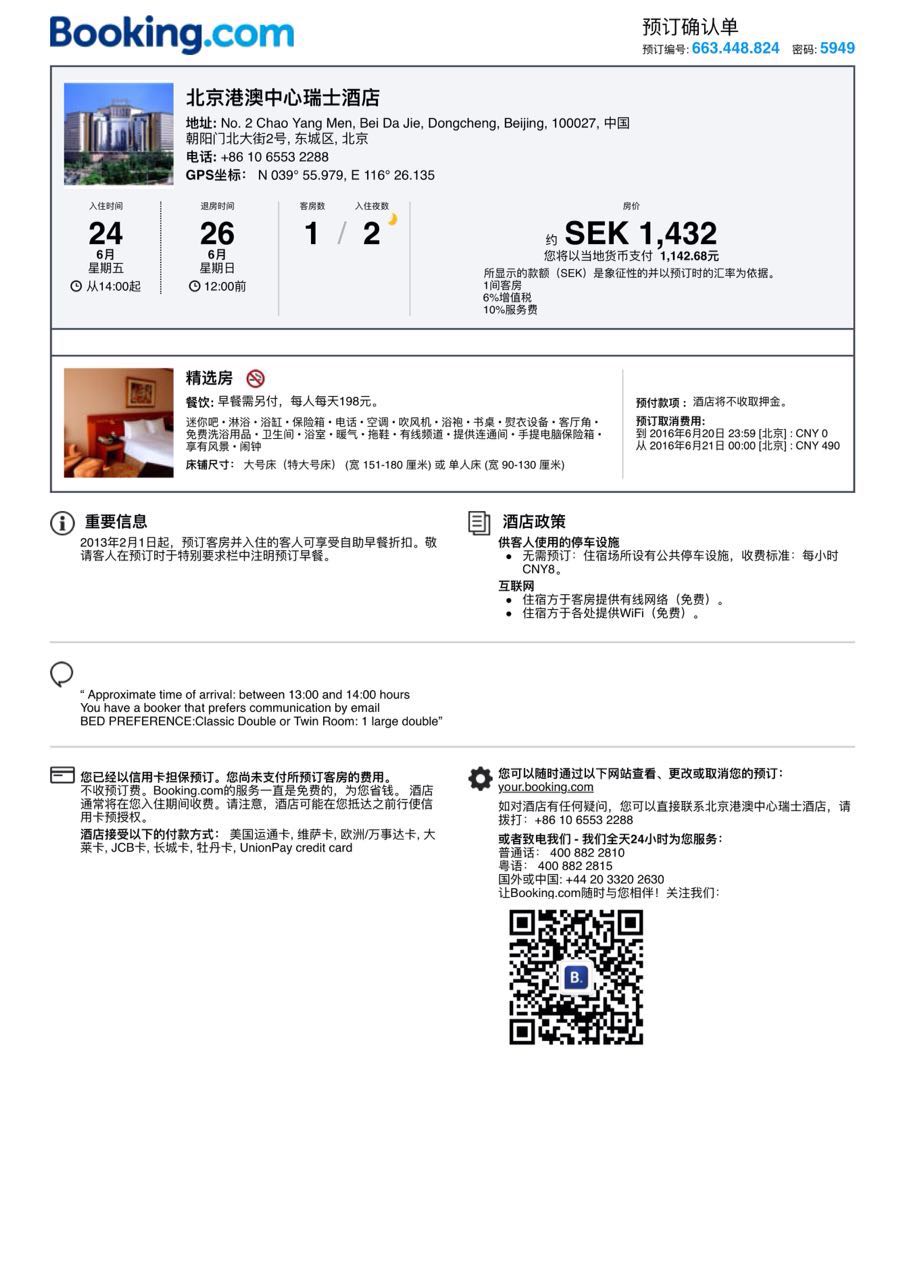 Booking.com
预订确认单
预订编号: 663.448.824 密码: 5949
北京港澳中心瑞士酒店
地址: No. 2 Chao Yang Men, Bei Da Jie, Dongcheng, Beijing, 100027, 中国
朝阳门北大街2号, 东城区, 北京
电话: +86 10 6553 2288
GPS坐标： N 039° 55.979, E 116° 26.135
入住时间
24
6月
星期五
从14:00起
退房时间
26
6月
星期日
12:00前
客房数 入住夜数
1 / 2
房价
约 SEK 1,432
您将以当地货币支付 1,142.68元
所显示的款额（SEK）是象征性的并以预订时的汇率为依据。
1间客房
6%增值税
10%服务费
精选房
餐饮: 早餐需另付，每人每天198元。
迷你吧 • 淋浴 • 浴缸 • 保险箱 • 电话 • 空调 • 吹风机 • 浴袍 • 书桌 • 熨衣设备 • 客厅角 •
免费洗浴用品 • 卫生间 • 浴室 • 暖气 • 拖鞋 • 有线频道 • 提供连通间 • 手提电脑保险箱 •
享有风景 • 闹钟
床铺尺寸： 大号床（特大号床） (宽 151-180 厘米) 或 单人床 (宽 90-130 厘米)
预付款项 ： 酒店将不收取押金。
预订取消费用:
到 2016年6月20日 23:59 [北京] : CNY 0
从 2016年6月21日 00:00 [北京] : CNY 490
重要信息
2013年2月1日起，预订客房并入住的客人可享受自助早餐折扣。敬
请客人在预订时于特别要求栏中注明预订早餐。
酒店政策
供客人使用的停车设施
• 无需预订：住宿场所设有公共停车设施，收费标准：每小时
CNY8。
互联网
• 住宿方于客房提供有线网络（免费）。
• 住宿方于各处提供WiFi（免费）。
“ Approximate time of arrival: between 13:00 and 14:00 hours
You have a booker that prefers communication by email
BED PREFERENCE:Classic Double or Twin Room: 1 large double”
您已经以信用卡担保预订。您尚未支付所预订客房的费用。
不收预订费。Booking.com的服务一直是免费的，为您省钱。 酒店
通常将在您入住期间收费。请注意，酒店可能在您抵达之前行使信
用卡预授权。
酒店接受以下的付款方式： 美国运通卡, 维萨卡, 欧洲/万事达卡, 大
莱卡, JCB卡, 长城卡, 牡丹卡, UnionPay credit card
您可以随时通过以下网站查看、更改或取消您的预订：
your.booking.com
如对酒店有任何疑问，您可以直接联系北京港澳中心瑞士酒店，请
拨打：+86 10 6553 2288
或者致电我们 - 我们全天24小时为您服务：
普通话： 400 882 2810
粤语： 400 882 2815
国外或中国: +44 20 3320 2630
让Booking.com随时与您相伴！关注我们：
B.